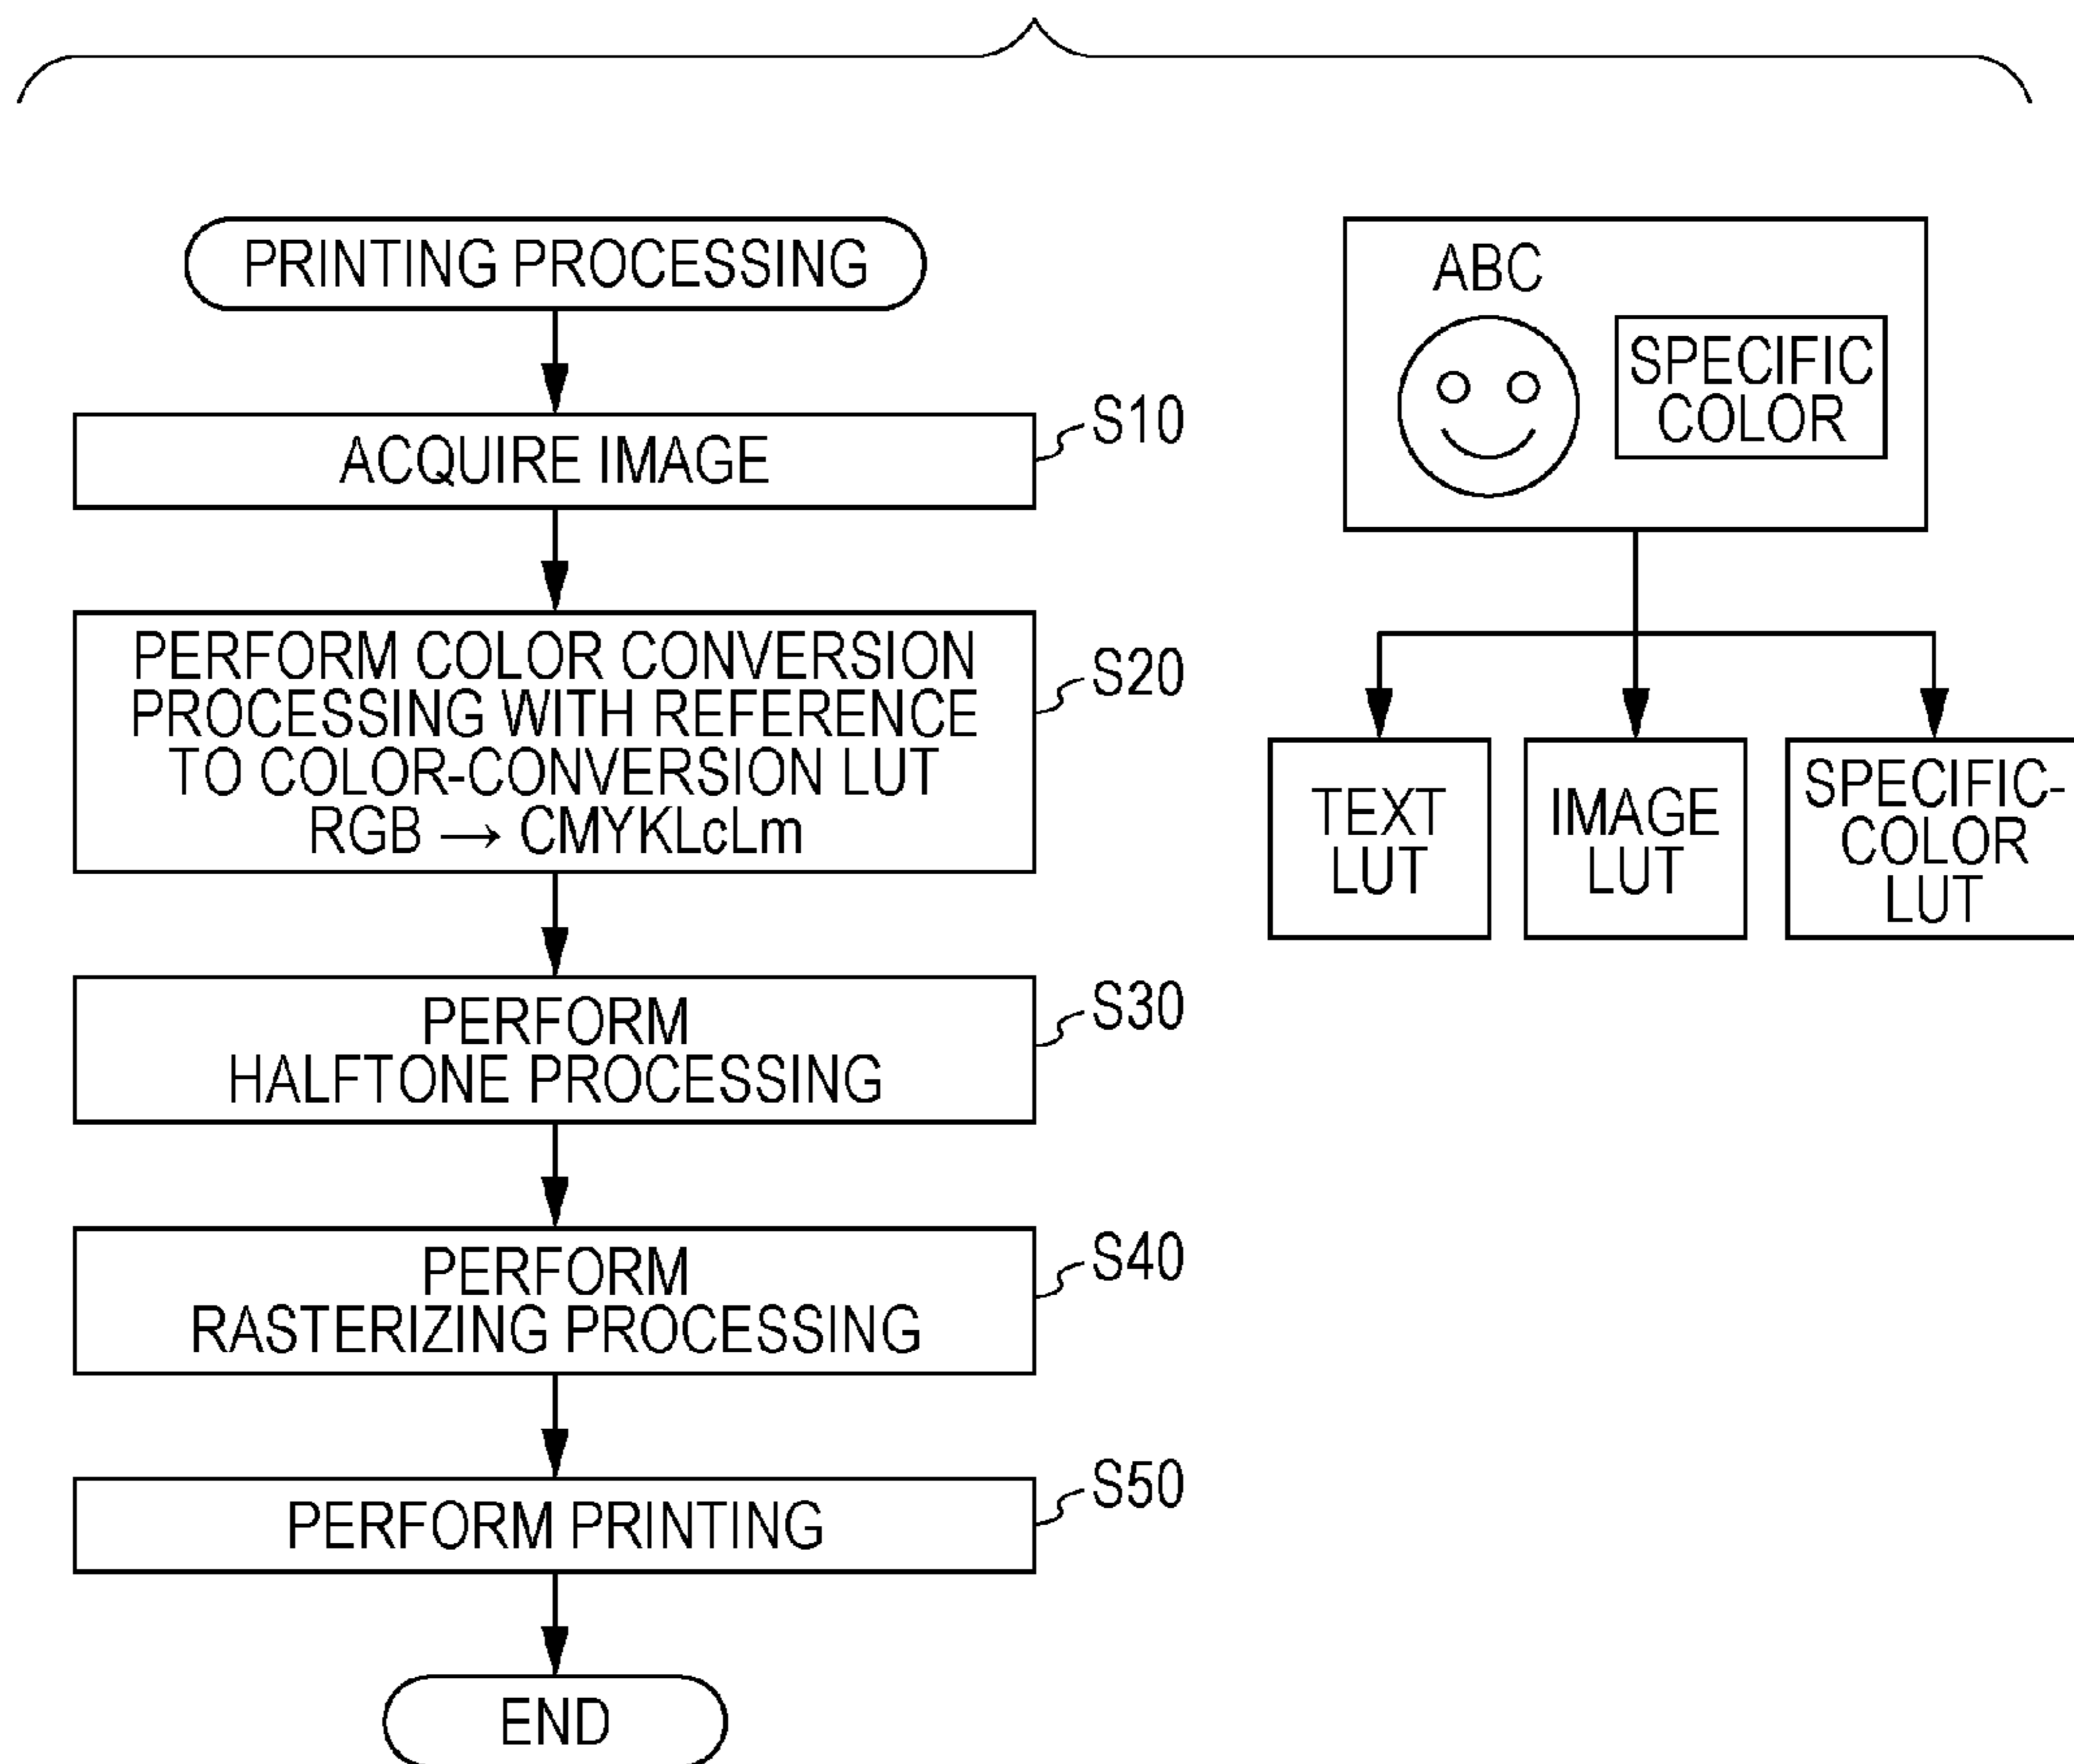 PRINTING PROCESSING
ACQUIRE IMAGE
S10
PERFORM COLOR CONVERSION
PROCESSING WITH REFERENCE
TO COLOR-CONVERSION LUT
RGB → CMYKLcLm
S20
PERFORM
HALFTONE PROCESSING
S30
PERFORM
RASTERIZING PROCESSING
S40
PERFORM PRINTING
S50
END
ABC
SPECIFIC
COLOR
TEXT
LUT
IMAGE
LUT
SPECIFIC-
COLOR
LUT